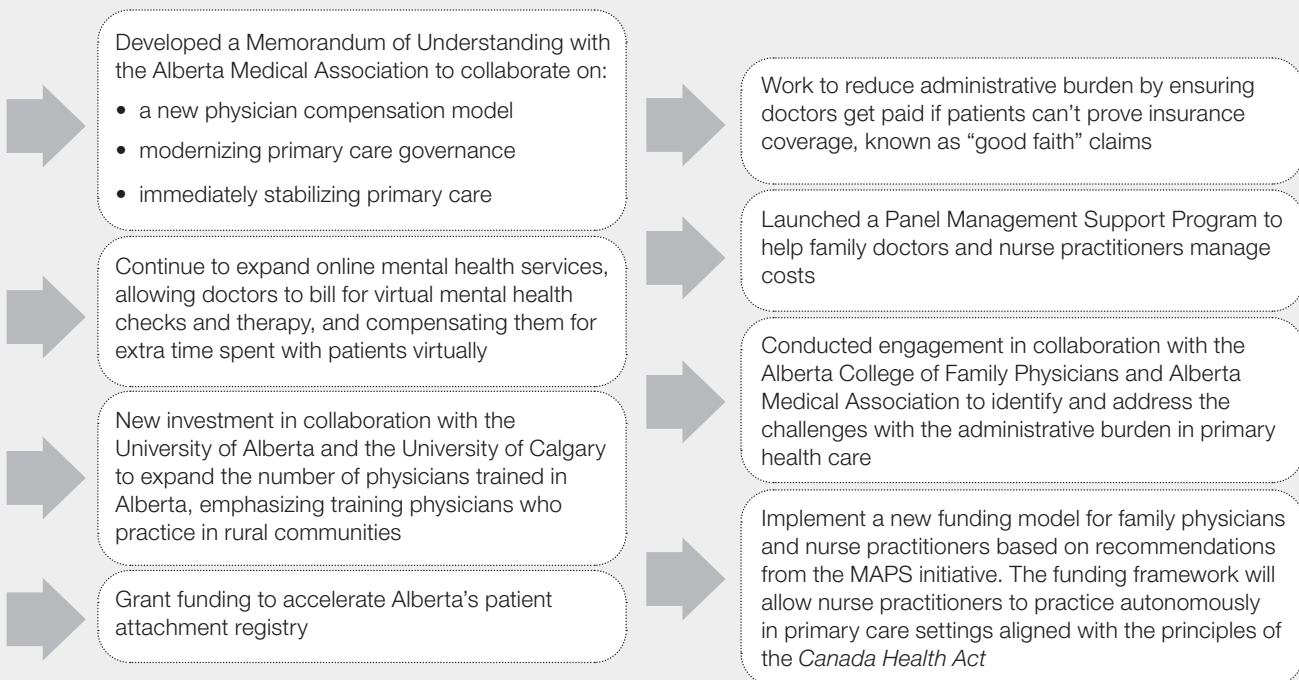 Developed a Memorandum of Understanding with
the Alberta Medical Association to collaborate on:
• a new physician compensation model
• modernizing primary care governance
• immediately stabilizing primary care
Continue to expand online mental health services,
allowing doctors to bill for virtual mental health
checks and therapy, and compensating them for
extra time spent with patients virtually
New investment in collaboration with the
University of Alberta and the University of Calgary
to expand the number of physicians trained in
Alberta, emphasizing training physicians who
practice in rural communities
Grant funding to accelerate Alberta’s patient
attachment registry
Work to reduce administrative burden by ensuring
doctors get paid if patients can’t prove insurance
coverage, known as “good faith” claims
Launched a Panel Management Support Program to
help family doctors and nurse practitioners manage
costs
Conducted engagement in collaboration with the
Alberta College of Family Physicians and Alberta
Medical Association to identify and address the
challenges with the administrative burden in primary
health care
Implement a new funding model for family physicians
and nurse practitioners based on recommendations
from the MAPS initiative. The funding framework will
allow nurse practitioners to practice autonomously
in primary care settings aligned with the principles of
the Canada Health Act